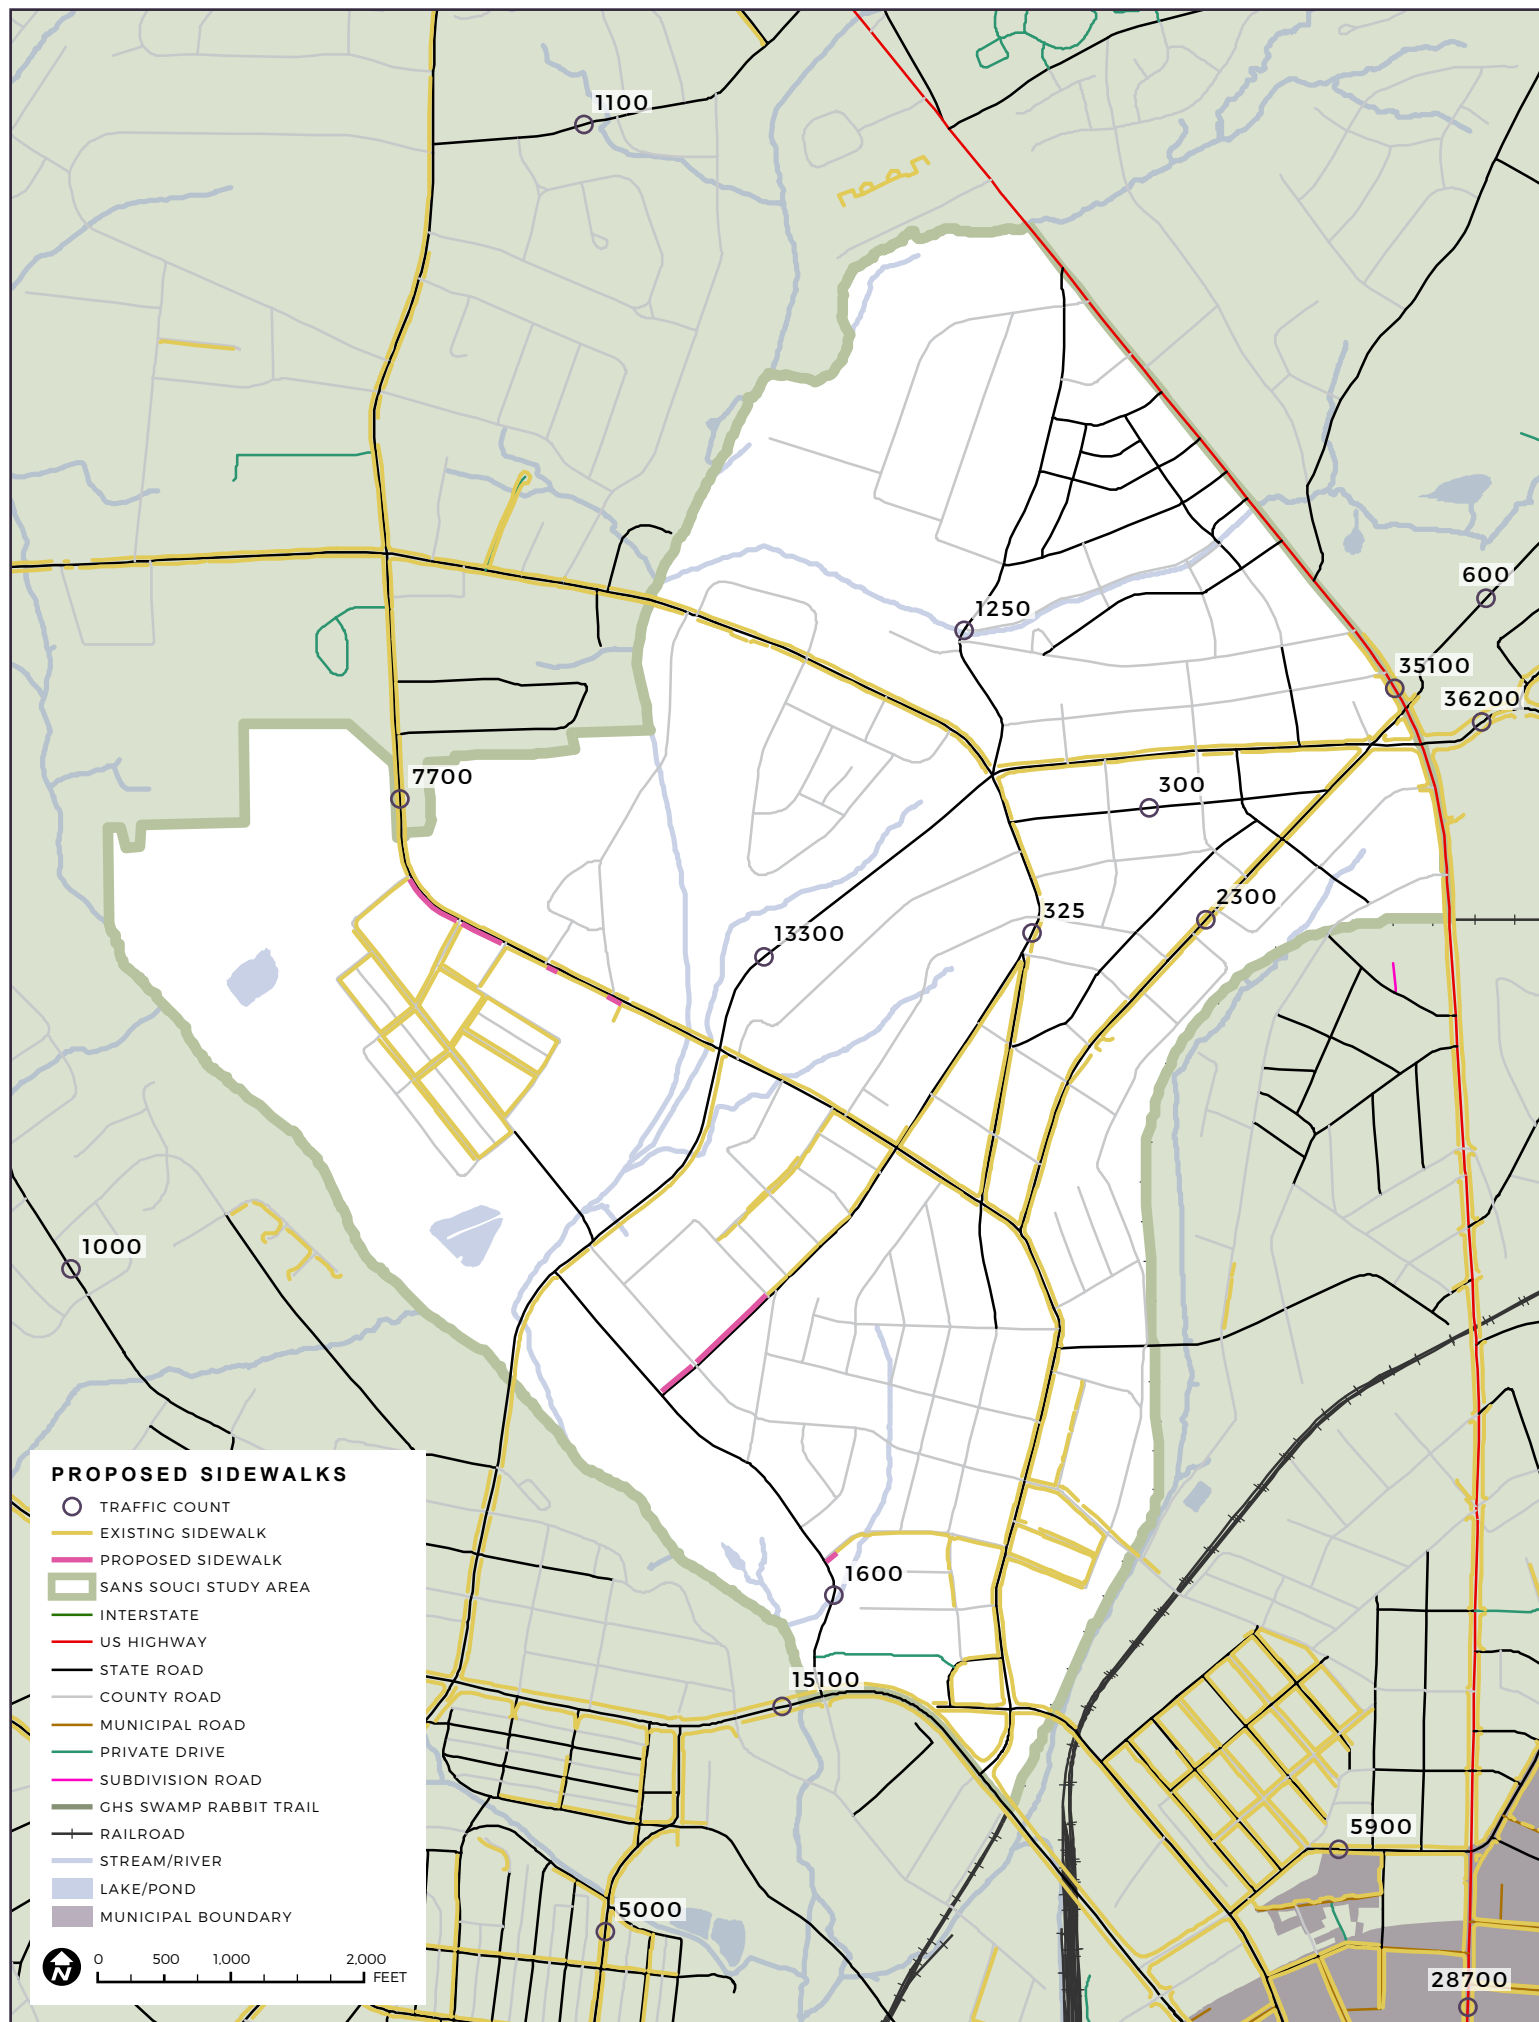 1100
1250
600
35100
36200
7700
300
2300
325
13300
1000
1600
15100
5900
5000
28700
PROPOSED SIDEWALKS
TRAFFIC COUNT
EXISTING SIDEWALK
PROPOSED SIDEWALK
SANS SOUCI STUDY AREA
INTERSTATE
US HIGHWAY
STATE ROAD
COUNTY ROAD
MUNICIPAL ROAD
PRIVATE DRIVE
SUBDIVISION ROAD
GHS SWAMP RABBIT TRAIL
RAILROAD
STREAM/RIVER
LAKE/POND
MUNICIPAL BOUNDARY
N
0 500 1,000 2,000
FEET